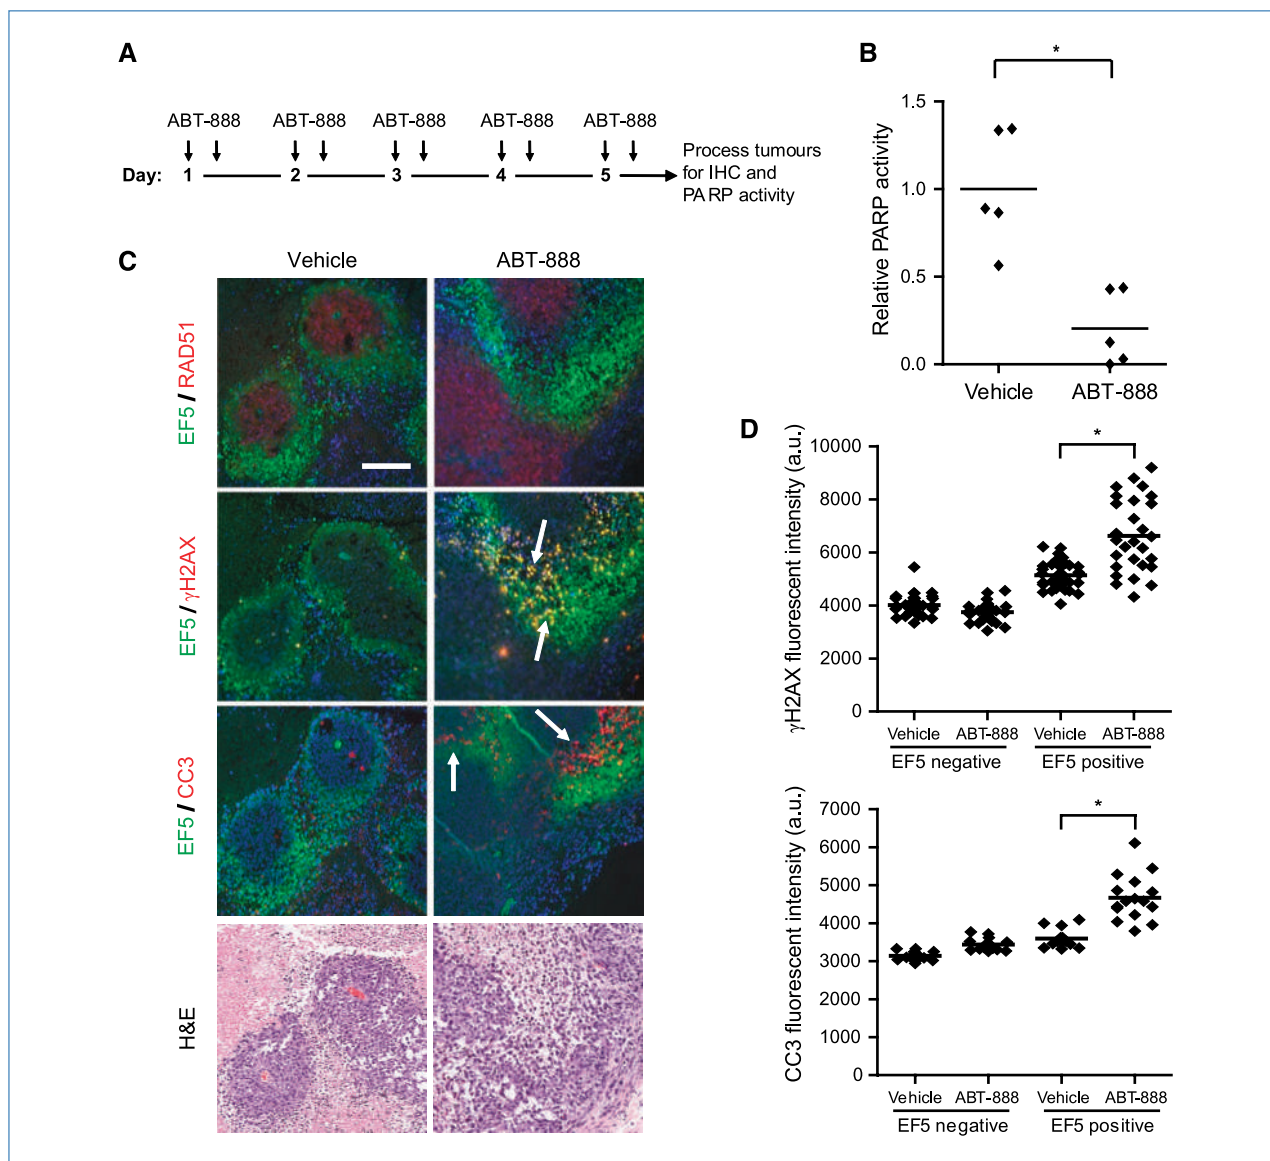 A
ABT-888 ABT-888 ABT-888 ABT-888 ABT-888
Day: 1 2 3 4 5
Process tumours
for IHC and
PARP activity
B
*
Relative PARP activity
1.5
1.0
0.5
0.0
Vehicle ABT-888
C
Vehicle ABT-888
EF5 / RAD51
EF5 / γH2AX
EF5 / CC3
H&E
D
*
γH2AX fluorescent intensity (a.u.)
10000
8000
6000
4000
2000
0
Vehicle ABT-888 Vehicle ABT-888
EF5 negative EF5 positive
*
CC3 fluorescent intensity (a.u.)
7000
6000
5000
4000
3000
2000
1000
0
Vehicle ABT-888 Vehicle ABT-888
EF5 negative EF5 positive